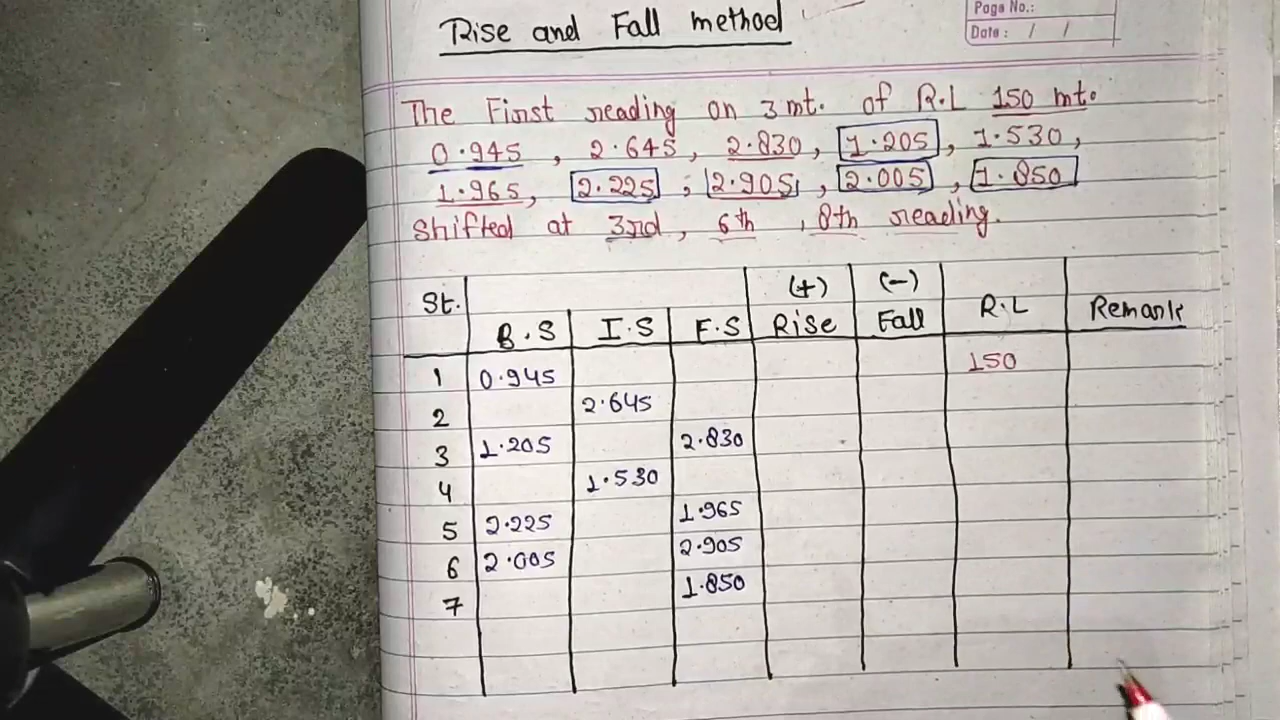 Page No.:
Date: / /
Rise and Fall method
The First reading on 3mt. of R.L 150 mt.
0.945 , 2.645, 2.830, 1.205, 1.530,
1.965, 2.225 , 2.905, , 2.005 , 1.850
Shifted at 3rd, 6th , 8th reading.
St. B.S I.S F.S (+) Rise (-) Fall R.L Remark
1 0.945 150
2 2.645
3 1.205 2.830
4 1.530
5 2.225 1.965
6 2.005 2.905
7 1.850